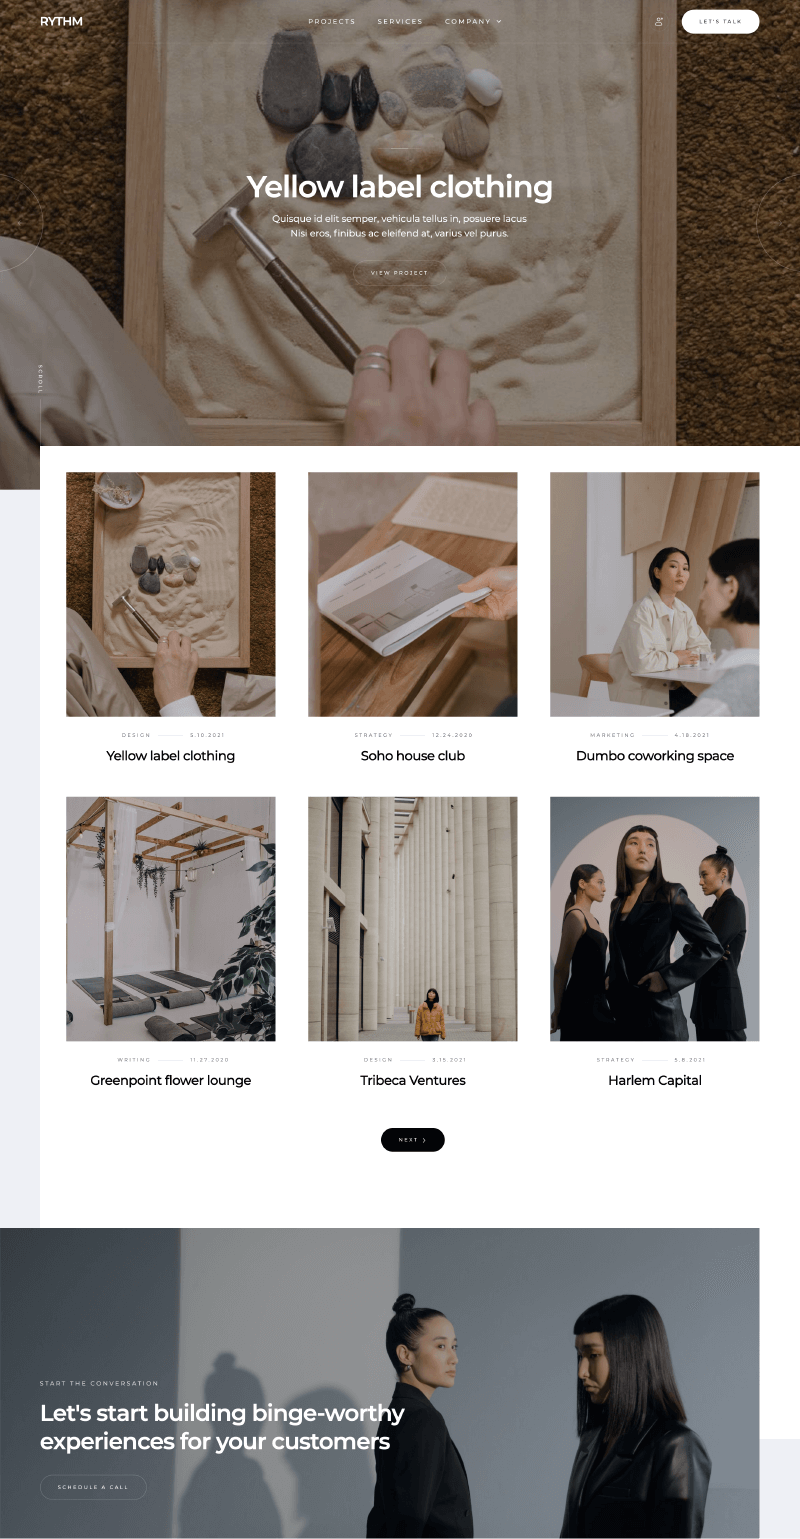 RYTHM
PROJECTS SERVICES COMPANY
LET'S TALK
Yellow label clothing
Quisque id elit semper, vehicula tellus in, posuere lacus
Nisi eros, finibus ac eleifend at, varius vel purus.
VIEW PROJECT
SCROLL
DESIGN 5.10.2021
Yellow label clothing
STRATEGY 12.24.2020
Soho house club
MARKETING 4.18.2021
Dumbo coworking space
WRITING 11.27.2020
Greenpoint flower lounge
DESIGN 3.15.2021
Tribeca Ventures
STRATEGY 5.8.2021
Harlem Capital
NEXT
START THE CONVERSATION
Let's start building binge-worthy
experiences for your customers
SCHEDULE A CALL